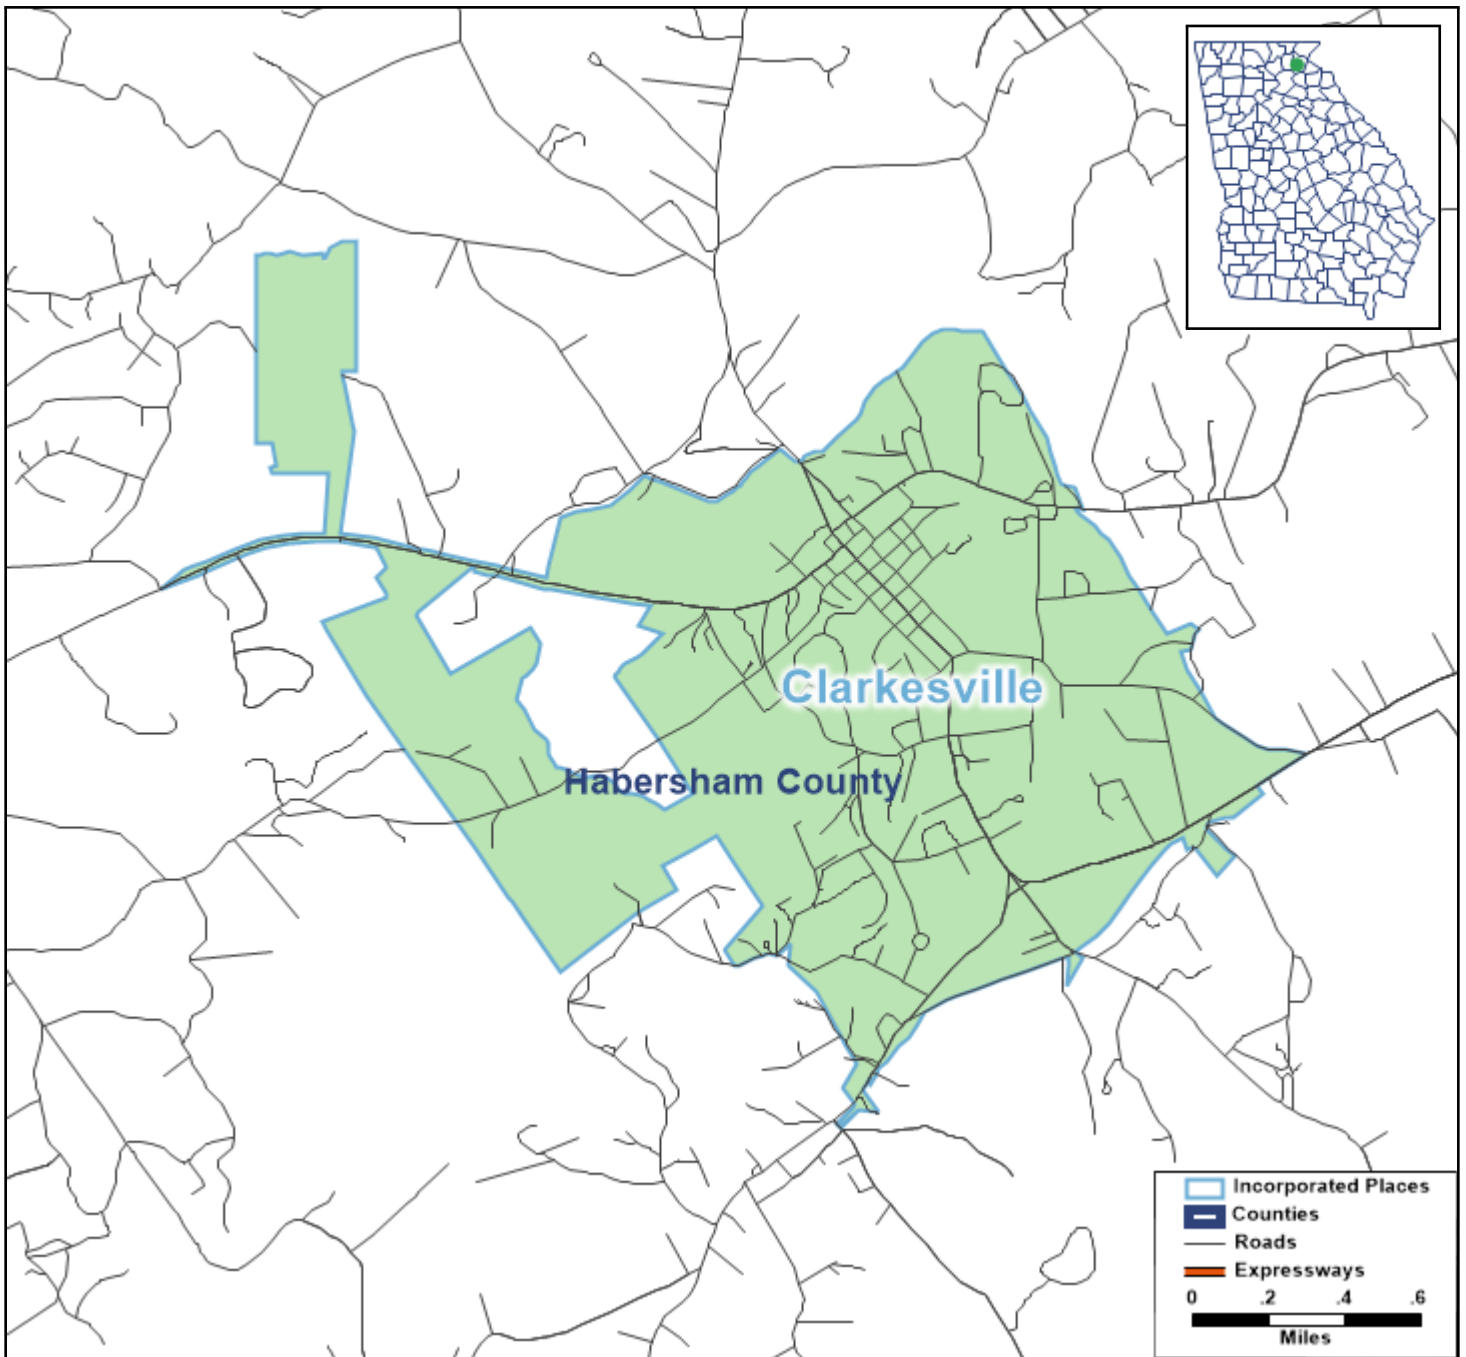 Clarkesville
Habersham County
Incorporated Places
Counties
Roads
Expressways
0 .2 .4 .6
Miles